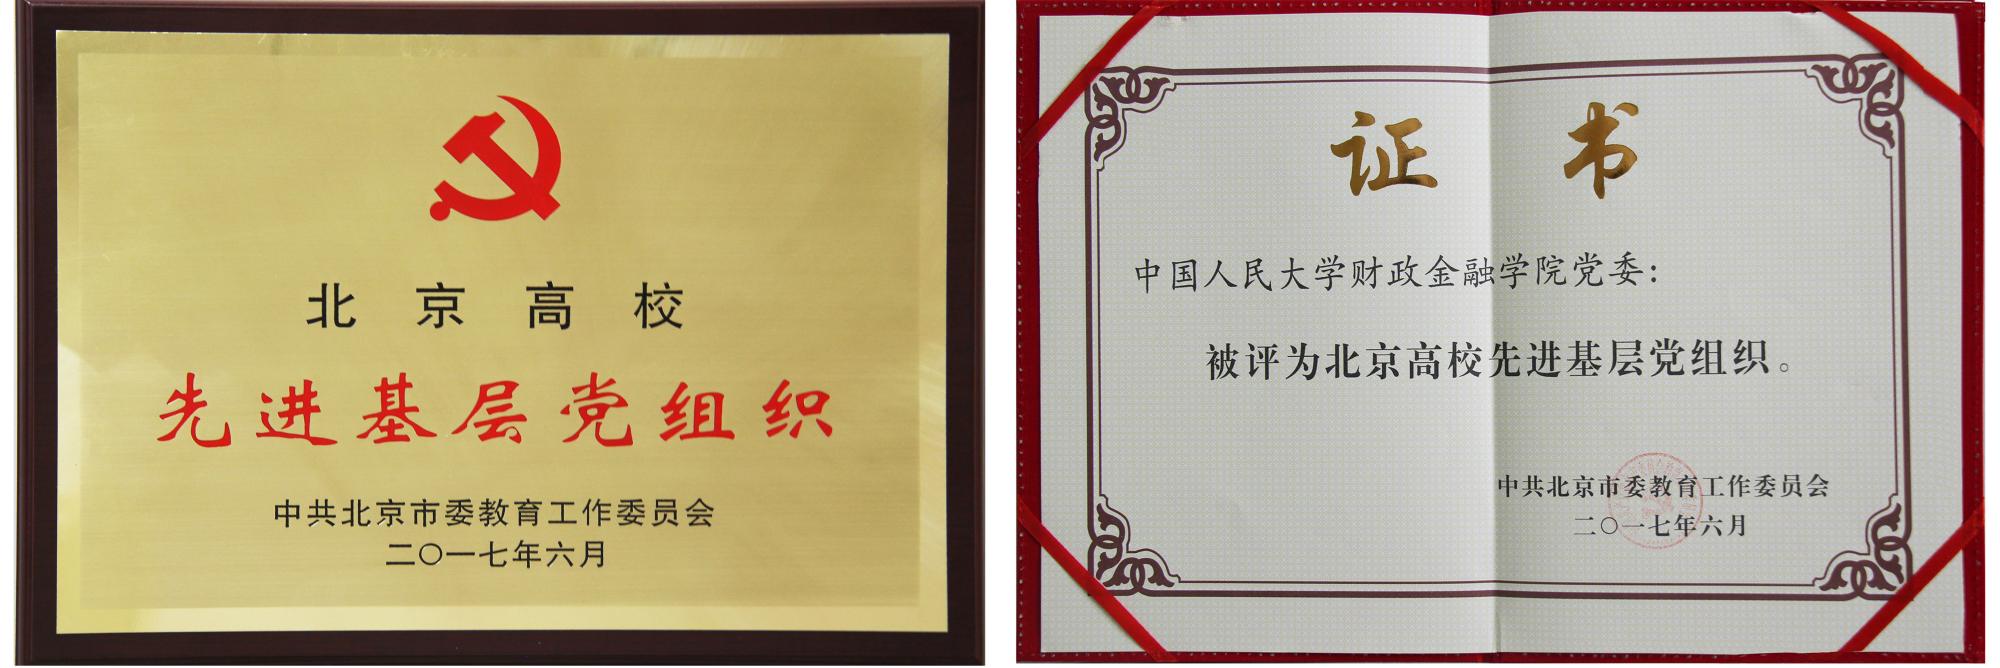 北京高校
先进基层党组织
中共北京市委教育工作委员会
二〇一七年六月
证书
中国人民大学财政金融学院党委：
被评为北京高校先进基层党组织。
中共北京市委教育工作委员会
二〇一七年六月